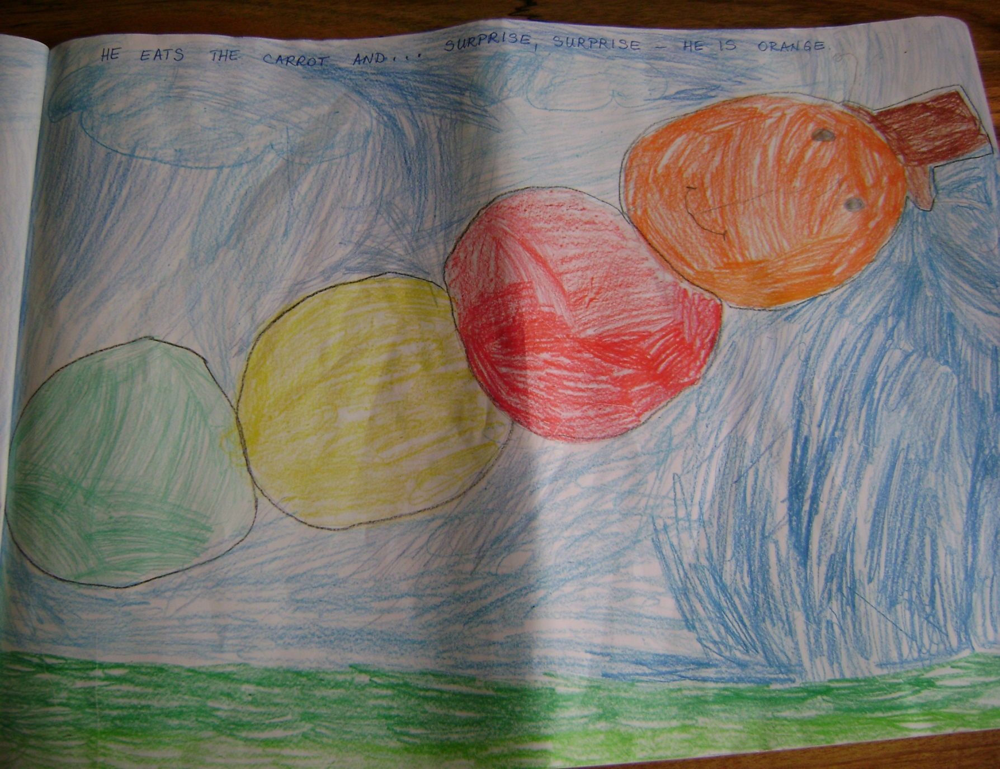 HE EATS THE CARROT AND... SURPRISE, SURPRISE – HE IS ORANGE.